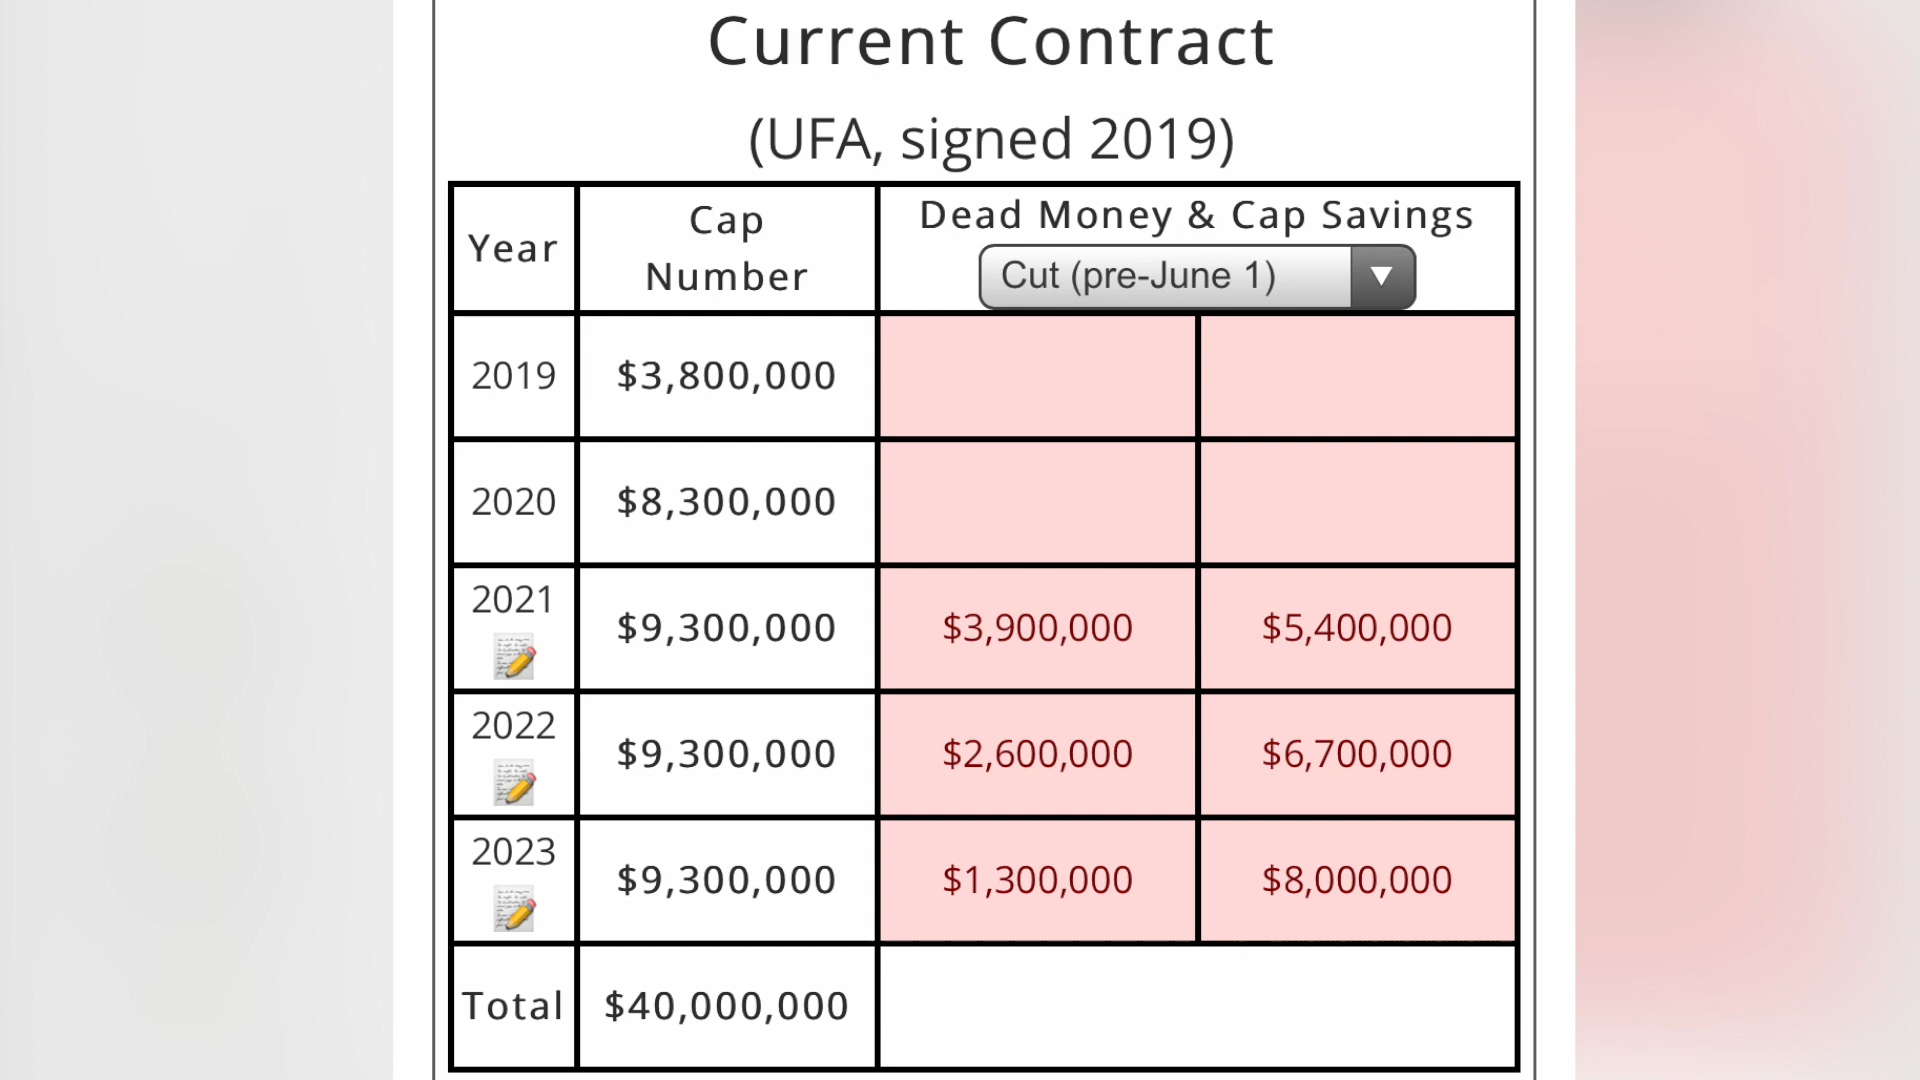 Current Contract
(UFA, signed 2019)
Year
Cap
Number
Dead Money & Cap Savings
Cut (pre-June 1)
2019 $3,800,000
2020 $8,300,000
2021 $9,300,000 $3,900,000 $5,400,000
2022 $9,300,000 $2,600,000 $6,700,000
2023 $9,300,000 $1,300,000 $8,000,000
Total $40,000,000